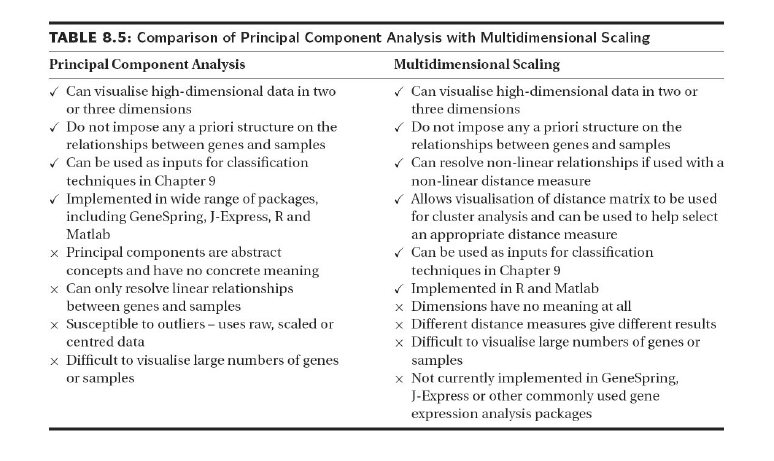 TABLE 8.5: Comparison of Principal Component Analysis with Multidimensional Scaling
Principal Component Analysis
✓ Can visualise high-dimensional data in two
or three dimensions
✓ Do not impose any a priori structure on the
relationships between genes and samples
✓ Can be used as inputs for classification
techniques in Chapter 9
✓ Implemented in wide range of packages,
including GeneSpring, J-Express, R and
Matlab
× Principal components are abstract
concepts and have no concrete meaning
× Can only resolve linear relationships
between genes and samples
× Susceptible to outliers – uses raw, scaled or
centred data
× Difficult to visualise large numbers of genes
or samples
Multidimensional Scaling
✓ Can visualise high-dimensional data in two or
three dimensions
✓ Do not impose any a priori structure on the
relationships between genes and samples
✓ Can resolve non-linear relationships if used with a
non-linear distance measure
✓ Allows visualisation of distance matrix to be used
for cluster analysis and can be used to help select
an appropriate distance measure
✓ Can be used as inputs for classification
techniques in Chapter 9
✓ Implemented in R and Matlab
× Dimensions have no meaning at all
× Different distance measures give different results
× Difficult to visualise large numbers of genes or
samples
× Not currently implemented in GeneSpring,
J-Express or other commonly used gene
expression analysis packages